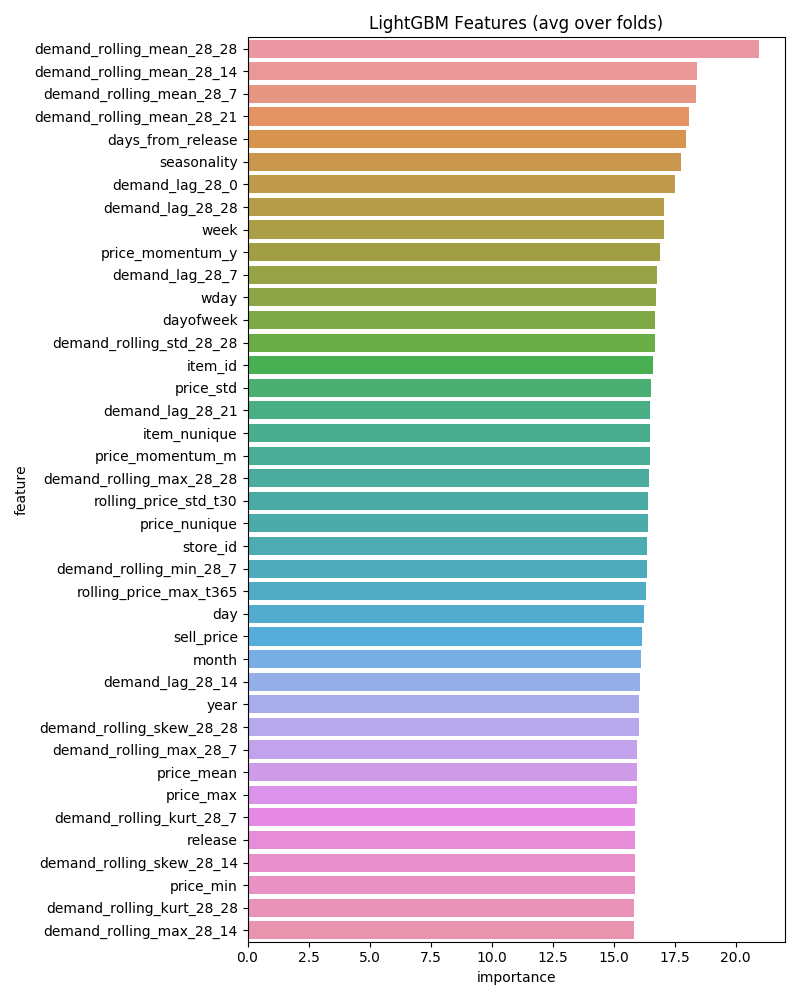 LightGBM Features (avg over folds)
demand_rolling_mean_28_28
demand_rolling_mean_28_14
demand_rolling_mean_28_7
demand_rolling_mean_28_21
days_from_release
seasonality
demand_lag_28_0
demand_lag_28_28
week
price_momentum_y
demand_lag_28_7
wday
dayofweek
demand_rolling_std_28_28
item_id
price_std
demand_lag_28_21
item_nunique
price_momentum_m
demand_rolling_max_28_28
rolling_price_std_t30
price_nunique
store_id
demand_rolling_min_28_7
rolling_price_max_t365
day
sell_price
month
demand_lag_28_14
year
demand_rolling_skew_28_28
demand_rolling_max_28_7
price_mean
price_max
demand_rolling_kurt_28_7
release
demand_rolling_skew_28_14
price_min
demand_rolling_kurt_28_28
demand_rolling_max_28_14
feature
0.0 2.5 5.0 7.5 10.0 12.5 15.0 17.5 20.0
importance